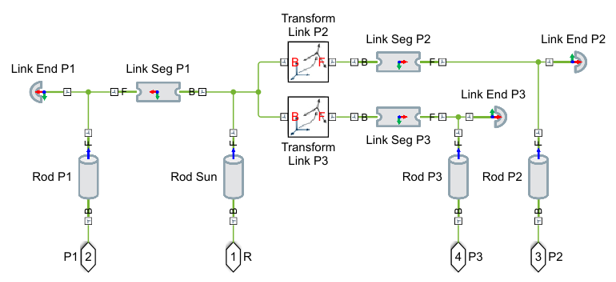 Transform
Link P2
Link End P1
Link Seg P1
Link Seg P2
Link End P2
F
B
B
F
B
F
Link End P3
B
F
B
F
Transform
Link P3
Link Seg P3
F
F
F
F
Rod P1
Rod Sun
Rod P3
Rod P2
B
B
B
B
P1
2
1
R
4
P3
3
P2